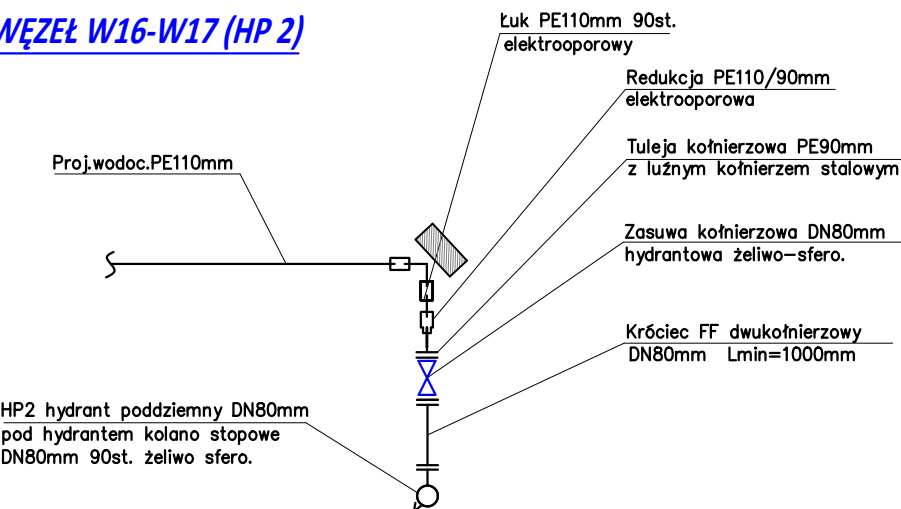 WĘZEŁ W16-W17 (HP 2)
Łuk PE110mm 90st.
elektrooporowy
Redukcja PE110/90mm
elektrooporowa
Proj.wodoc.PE110mm
Tuleja kołnierzowa PE90mm
z luźnym kołnierzem stalowym
Zasuwa kołnierzowa DN80mm
hydrantowa żeliwo-sfero.
Króciec FF dwukołnierzowy
DN80mm Lmin=1000mm
HP2 hydrant poddziemny DN80mm
pod hydrantem kolano stopowe
DN80mm 90st. żeliwo sfero.